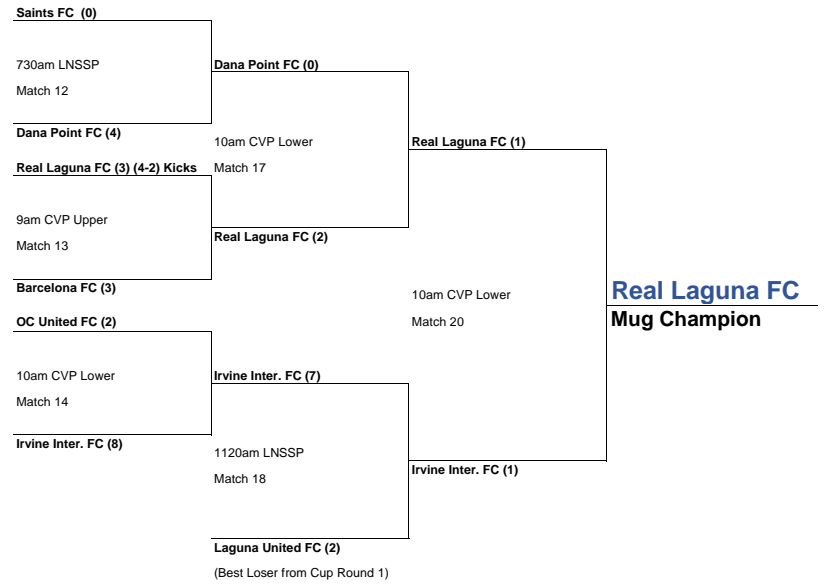 Saints FC  (0)
730am LNSSP
Match 12
Dana Point FC (4)
Real Laguna FC (3) (4-2) Kicks
9am CVP Upper
Match 13
Barcelona FC (3)
OC United FC (2)
10am CVP Lower
Match 14
Irvine Inter. FC (8)
Dana Point FC (0)
10am CVP Lower
Match 17
Real Laguna FC (2)
Irvine Inter. FC (7)
1120am LNSSP
Match 18
Laguna United FC (2)
(Best Loser from Cup Round 1)
Real Laguna FC (1)
10am CVP Lower
Match 20
Irvine Inter. FC (1)
Real Laguna FC
Mug Champion